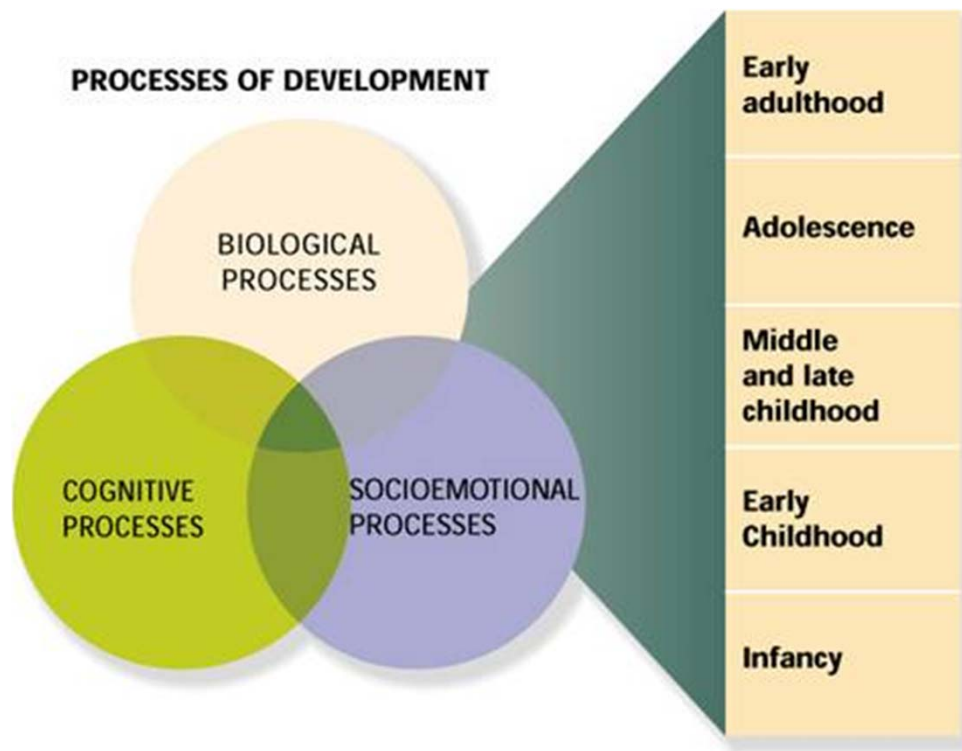 PROCESSES OF DEVELOPMENT
BIOLOGICAL
PROCESSES
COGNITIVE
PROCESSES
SOCIOEMOTIONAL
PROCESSES
Early
adulthood
Adolescence
Middle
and late
childhood
Early
Childhood
Infancy